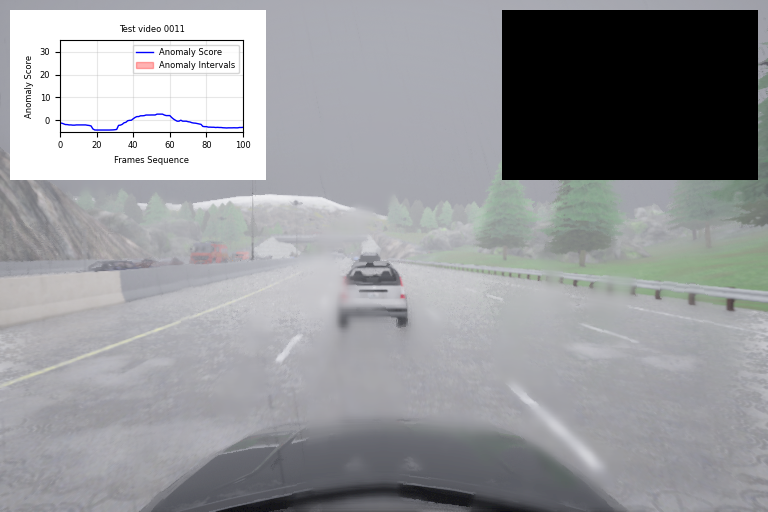 Test video 0011
Anomaly Score
Anomaly Intervals
Anomaly Score
30
20
10
0
0 20 40 60 80 100
Frames Sequence